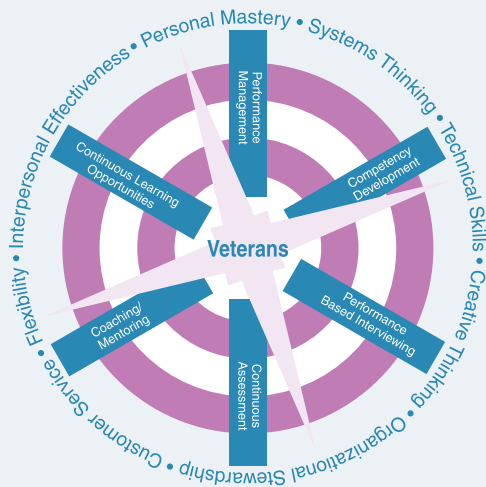 Personal Mastery • Systems Thinking • Technical Skills • Creative Thinking • Organizational Stewardship • Customer Service • Flexibility • Interpersonal Effectiveness •
Performance
Management
Competency
Development
Performance
Based Interviewing
Continuous
Assessment
Coaching/
Mentoring
Continuous Learning
Opportunities
Veterans